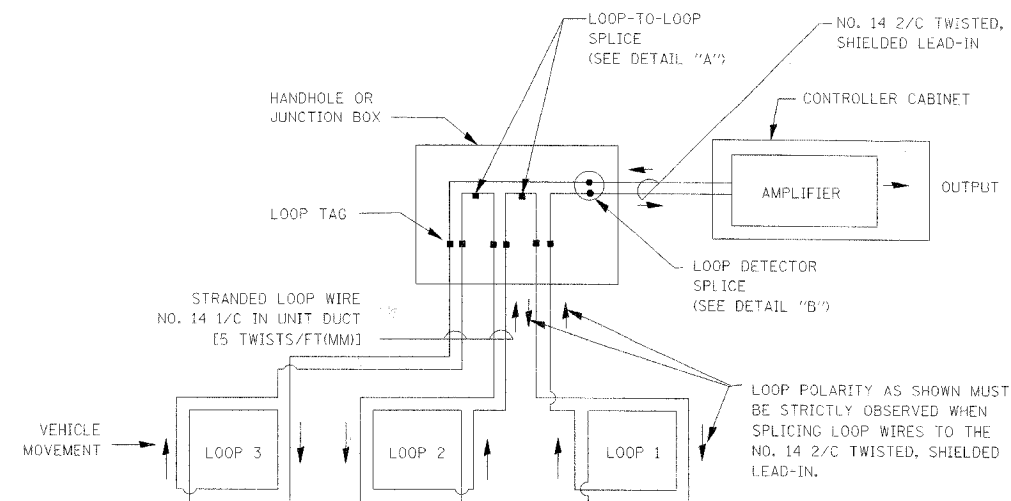 LOOP-TO-LOOP
SPLICE
(SEE DETAIL "A")
NO. 14 2/C TWISTED,
SHIELDED LEAD-IN
HANDHOLE OR
JUNCTION BOX
CONTROLLER CABINET
AMPLIFIER
OUTPUT
LOOP TAG
LOOP DETECTOR
SPLICE
(SEE DETAIL "B")
STRANDED LOOP WIRE
NO. 14 1/C IN UNIT DUCT
[5 TWISTS/FT(MM)]
LOOP POLARITY AS SHOWN MUST
BE STRICTLY OBSERVED WHEN
SPLICING LOOP WIRES TO THE
NO. 14 2/C TWISTED, SHIELDED
LEAD-IN.
VEHICLE
MOVEMENT
LOOP 3
LOOP 2
LOOP 1